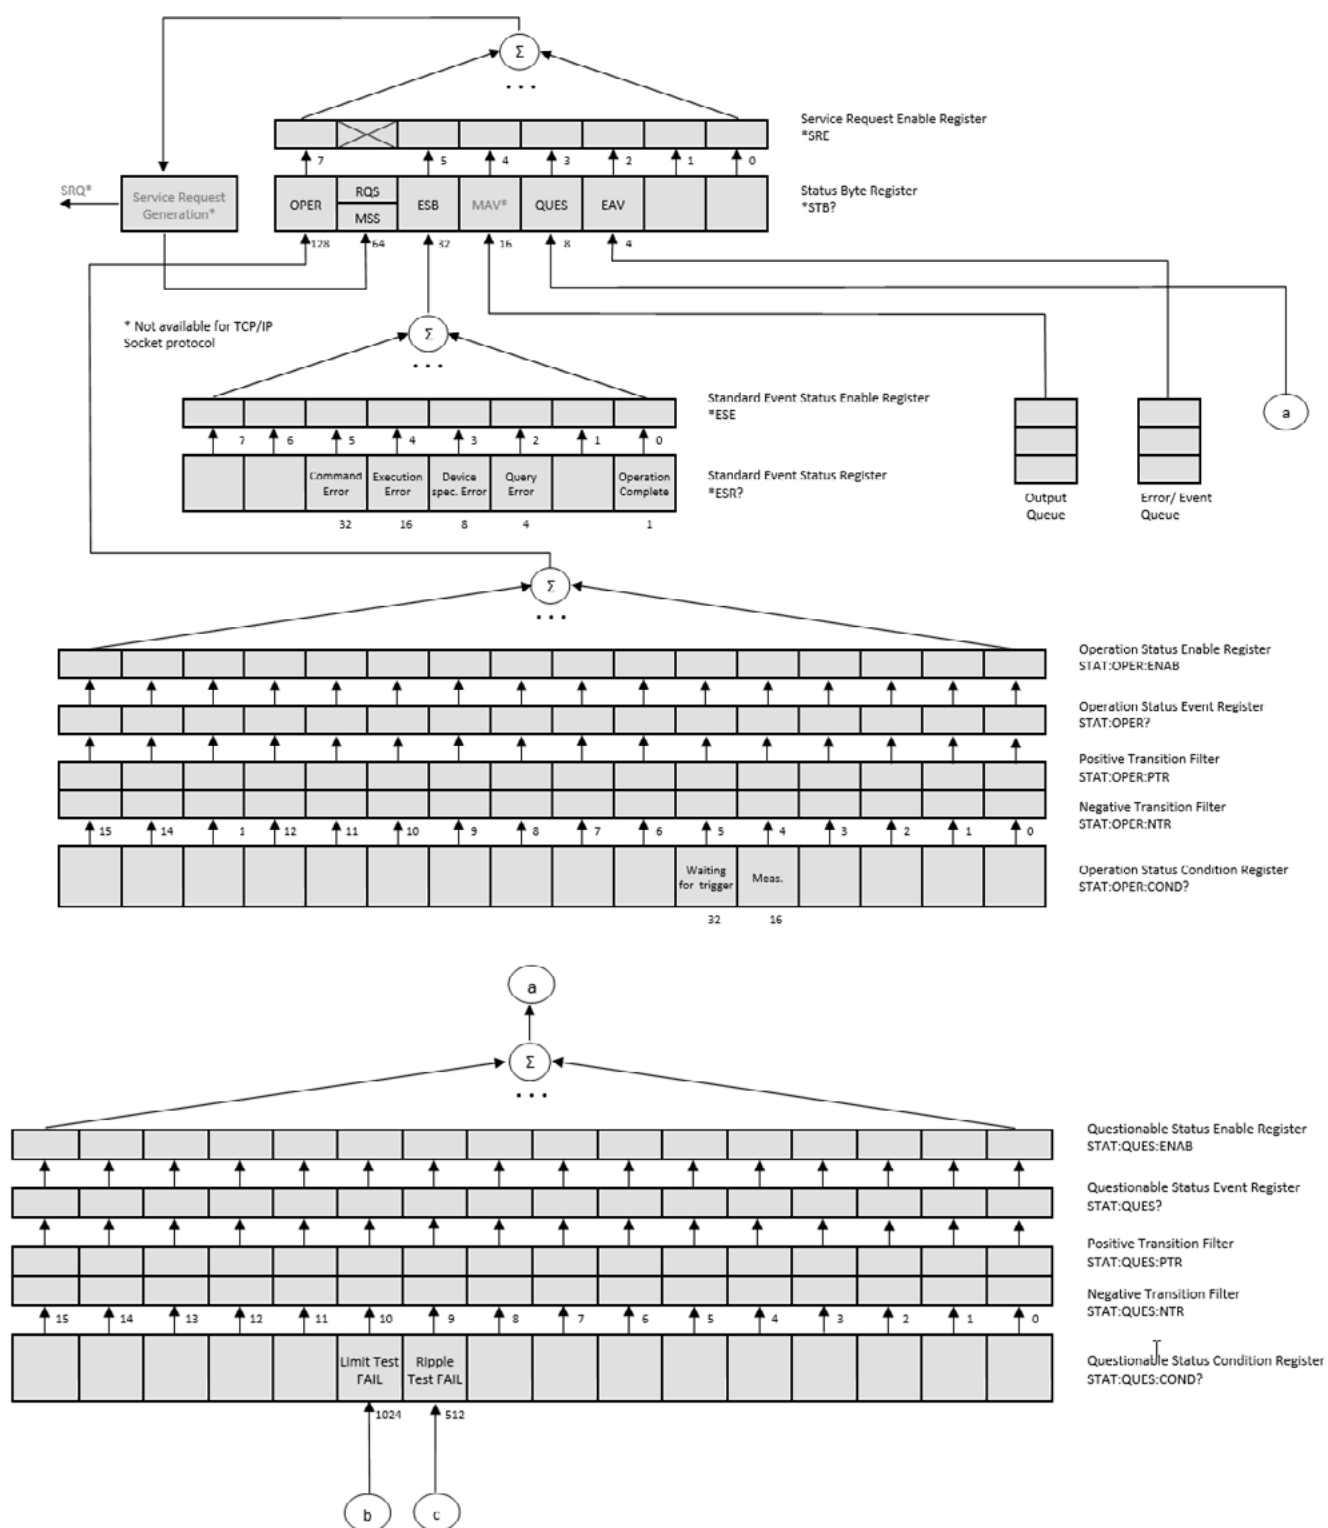 Σ
. . .
Service Request Enable Register
*SRE
7 5 4 3 2 1 0
SRQ*
Service Request
Generation*
OPER RQS MSS ESB MAV* QUES EAV
Status Byte Register
*STB?
128 64 32 16 8 4
* Not available for TCP/IP
Socket protocol
Σ
. . .
Standard Event Status Enable Register
*ESE
a
7 6 5 4 3 2 1 0
Command Error Execution Error Device spec. Error Query Error Operation Complete
Standard Event Status Register
*ESR?
32 16 8 4 1
Output
Queue
Error/ Event
Queue
Σ
. . .
Operation Status Enable Register
STAT:OPER:ENAB
Operation Status Event Register
STAT:OPER?
Positive Transition Filter
STAT:OPER:PTR
Negative Transition Filter
STAT:OPER:NTR
15 14 1 12 11 10 9 8 7 6 5 4 3 2 1 0
Waiting for trigger Meas.
Operation Status Condition Register
STAT:OPER:COND?
32 16
a
Σ
. . .
Questionable Status Enable Register
STAT:QUES:ENAB
Questionable Status Event Register
STAT:QUES?
Positive Transition Filter
STAT:QUES:PTR
Negative Transition Filter
STAT:QUES:NTR
15 14 13 12 11 10 9 8 7 6 5 4 3 2 1 0
Limit Test FAIL Ripple Test FAIL
Questionable Status Condition Register
STAT:QUES:COND?
1024 512
b c